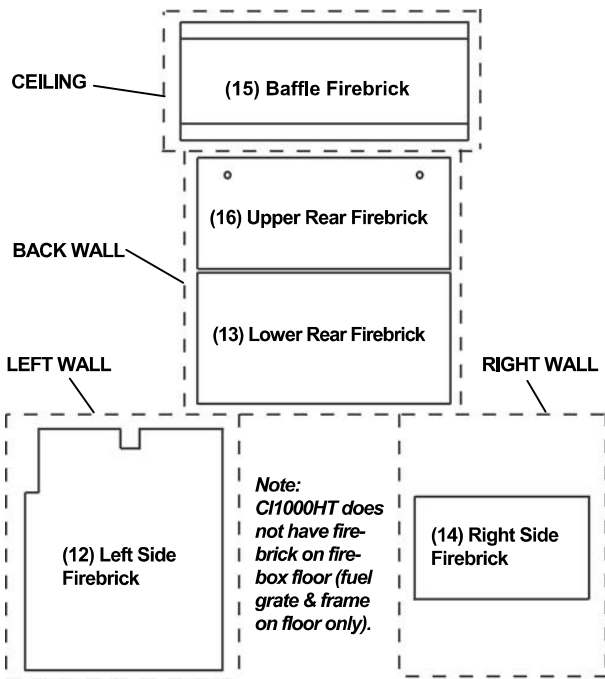 CEILING
(15) Baffle Firebrick
(16) Upper Rear Firebrick
BACK WALL
(13) Lower Rear Firebrick
LEFT WALL
RIGHT WALL
(12) Left Side
Firebrick
Note:
CI1000HT does
not have fire-
brick on fire-
box floor (fuel
grate & frame
on floor only).
(14) Right Side
Firebrick